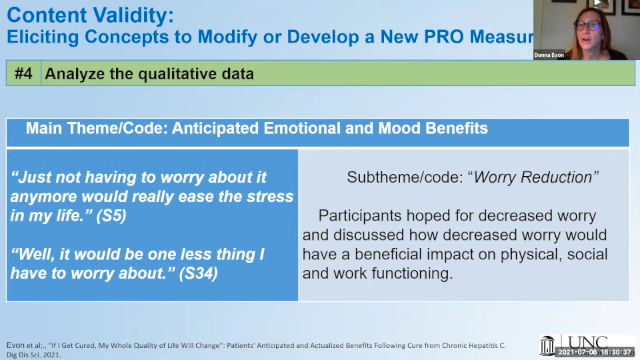 Content Validity:
Eliciting Concepts to Modify or Develop a New PRO Measur
Donna Evon
#4 Analyze the qualitative data
Main Theme/Code: Anticipated Emotional and Mood Benefits
“Just not having to worry about it
anymore would really ease the stress
in my life.” (S5)
“Well, it would be one less thing I
have to worry about.” (S34)
Subtheme/code: “Worry Reduction”
Participants hoped for decreased worry
and discussed how decreased worry would
have a beneficial impact on physical, social
and work functioning.
Evon et al;,, “If I Get Cured, My Whole Quality of Life Will Change”: Patients’ Anticipated and Actualized Benefits Following Cure from Chronic Hepatitis C.
Dig Dis Sci. 2021.
UNC
2021-07-08 18:30:37